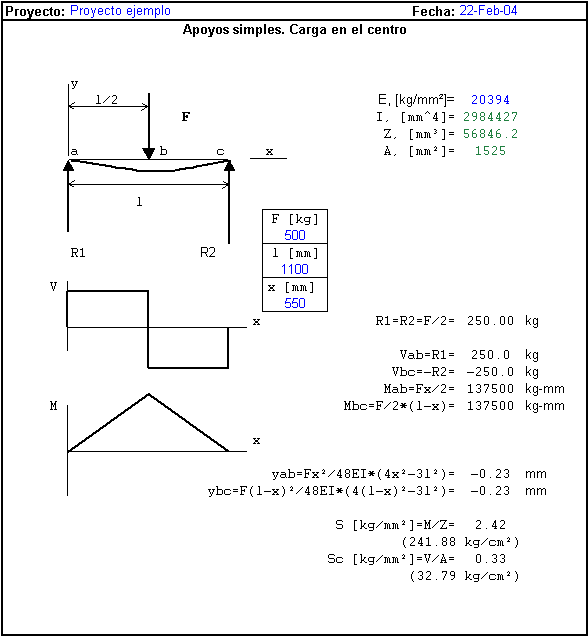 Proyecto: Proyecto ejemplo Fecha: 22-Feb-04
Apoyos simples. Carga en el centro
y
l/2
F
a b c x
l
R1 R2
E, [kg/mm²]= 20394
I, [mm^4]= 2984427
Z, [mm³]= 56846.2
A, [mm²]= 1525
F [kg]
500
l [mm]
1100
x [mm]
550
V
x
R1=R2=F/2= 250.00 kg
Vab=R1= 250.0 kg
Vbc=-R2= -250.0 kg
Mab=Fx/2= 137500 kg-mm
Mbc=F/2*(l-x)= 137500 kg-mm
M
x
yab=Fx²/48EI*(4x²-3l²)= -0.23 mm
ybc=F(l-x)²/48EI*(4(l-x)²-3l²)= -0.23 mm
S [kg/mm²]=M/Z= 2.42
(241.88 kg/cm²)
Sc [kg/mm²]=V/A= 0.33
(32.79 kg/cm²)